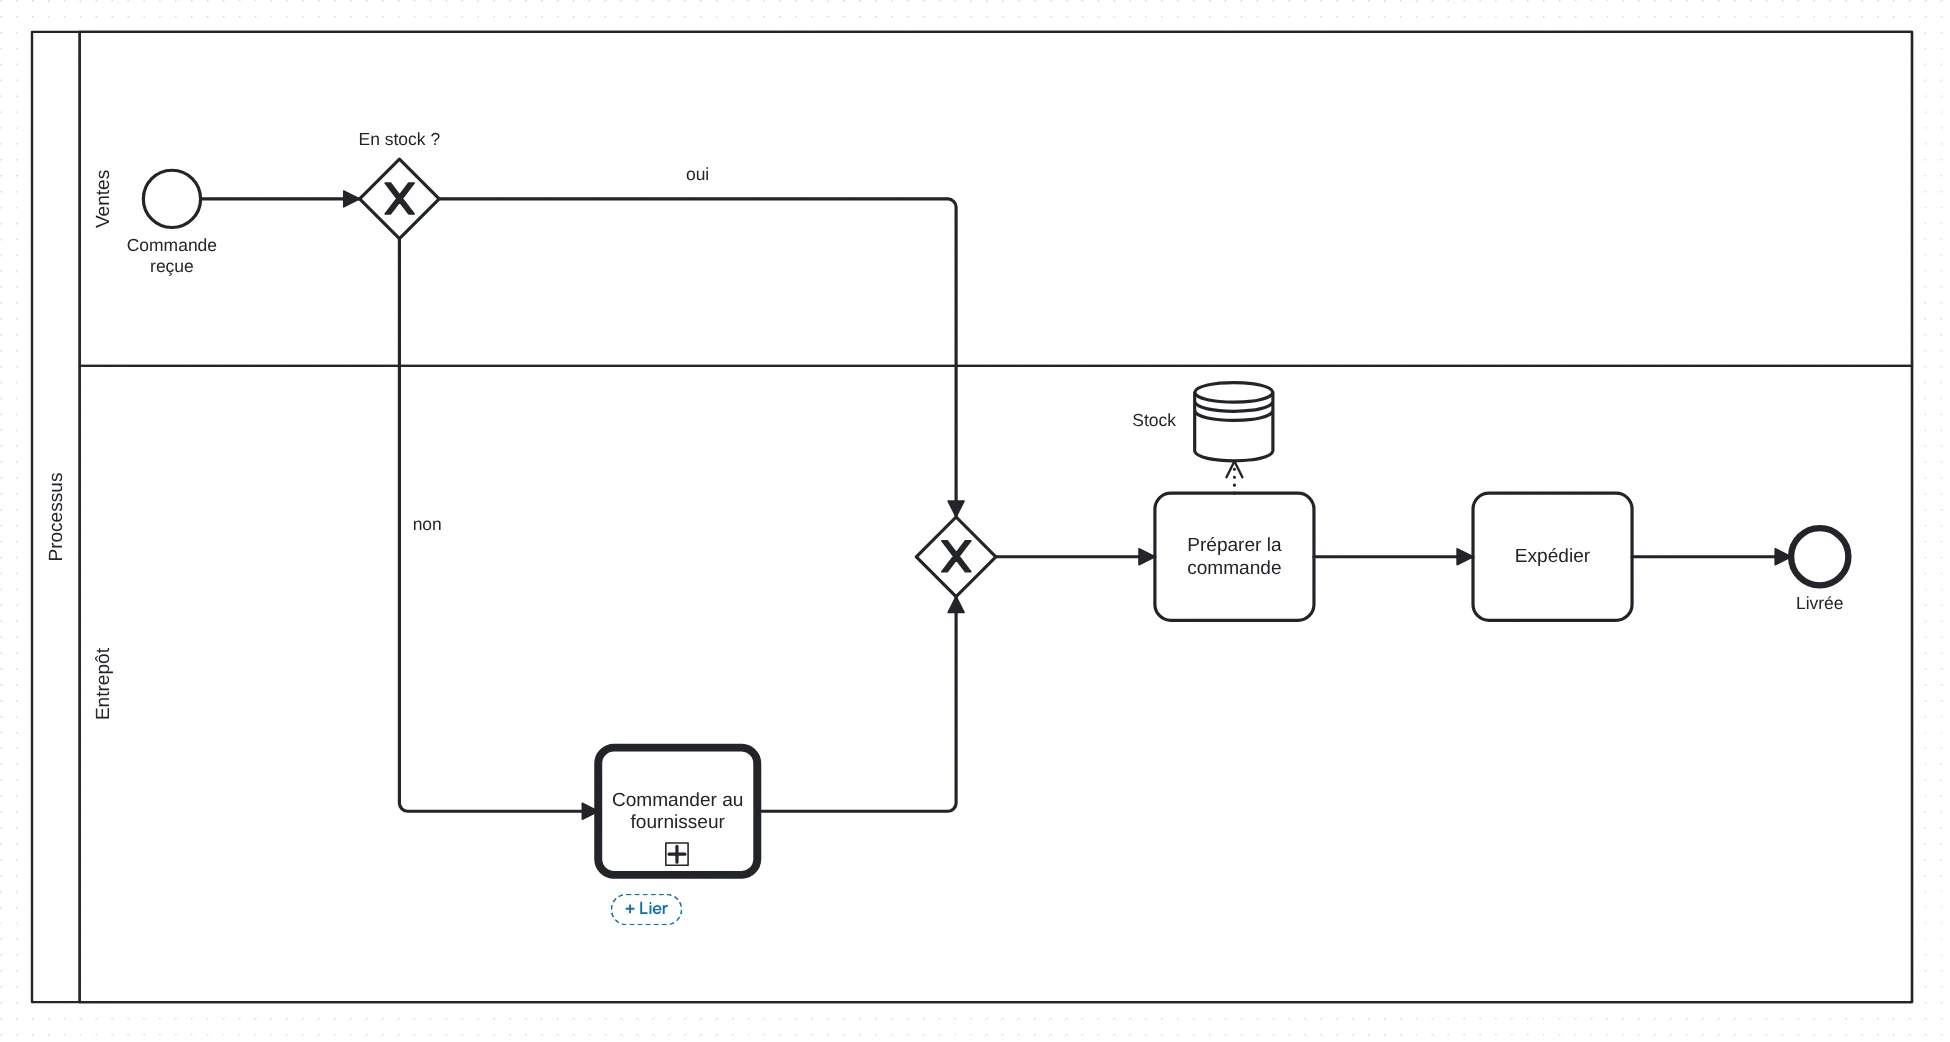 Processus
Ventes
Commande
reçue
En stock ?
oui
Entrepôt
non
Commander au
fournisseur
+ Lier
Stock
Préparer la
commande
Expédier
Livrée